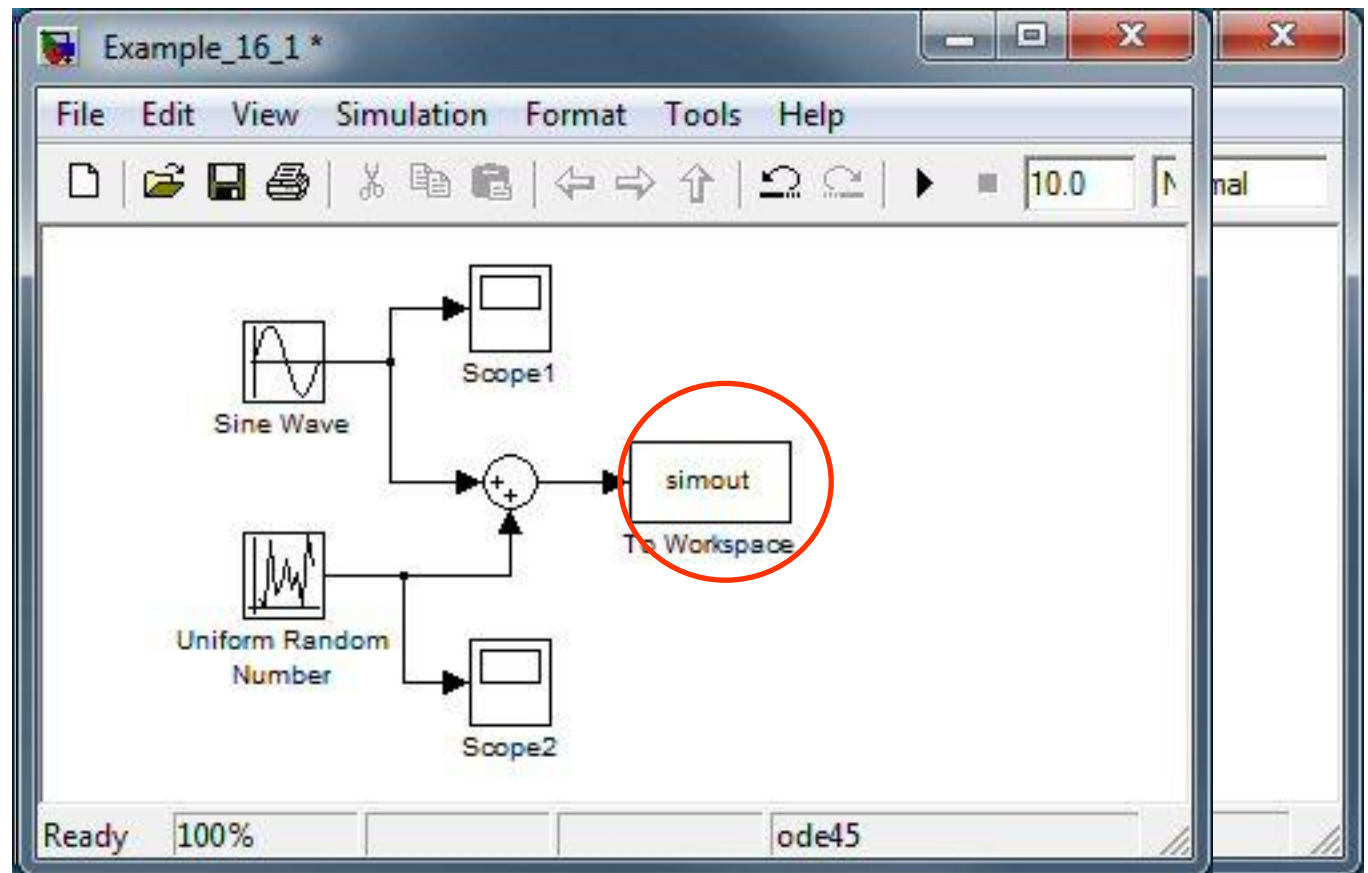 Example_16_1 *
File Edit View Simulation Format Tools Help
10.0 N mal
Scope1
Sine Wave
+
+
simout
To Workspace
Uniform Random
Number
Scope2
Ready 100% ode45